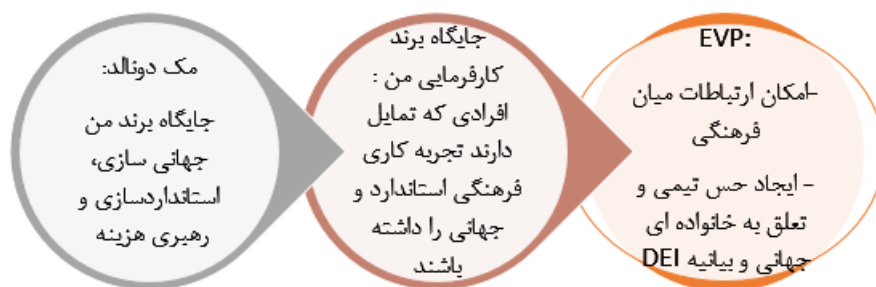 مک دونالد:
جایگاه برند من
جهانی سازی،
استانداردسازی و
رهبری هزینه
جایگاه برند
کارفرمایی من :
افرادی که تمایل
دارند تجربه کاری
فرهنگی استاندارد و
جهانی را داشته
باشند
EVP:
-امکان ارتباطات میان
فرهنگی
- ایجاد حس تیمی و
تعلق به خانواده ای
جهانی و بیانیه DEI